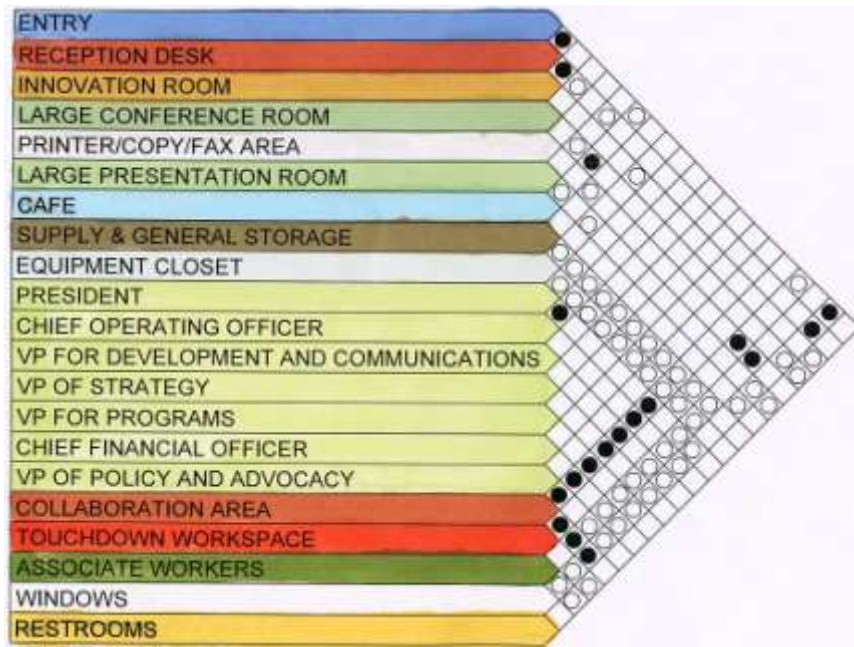 ENTRY
RECEPTION DESK
INNOVATION ROOM
LARGE CONFERENCE ROOM
PRINTER/COPY/FAX AREA
LARGE PRESENTATION ROOM
CAFE
SUPPLY & GENERAL STORAGE
EQUIPMENT CLOSET
PRESIDENT
CHIEF OPERATING OFFICER
VP FOR DEVELOPMENT AND COMMUNICATIONS
VP OF STRATEGY
VP FOR PROGRAMS
CHIEF FINANCIAL OFFICER
VP OF POLICY AND ADVOCACY
COLLABORATION AREA
TOUCHDOWN WORKSPACE
ASSOCIATE WORKERS
WINDOWS
RESTROOMS